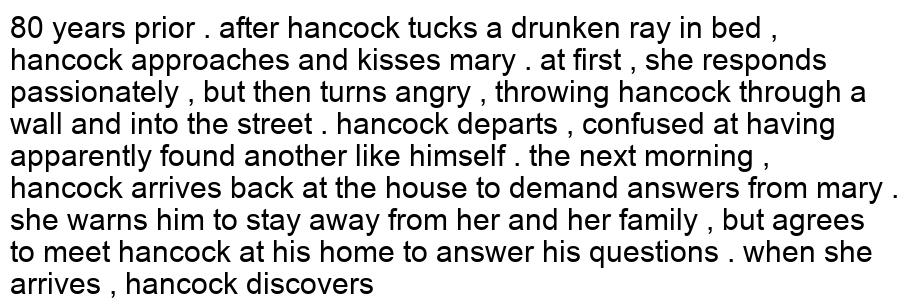 80 years prior . after hancock tucks a drunken ray in bed ,
hancock approaches and kisses mary . at first , she responds
passionately , but then turns angry , throwing hancock through a
wall and into the street . hancock departs , confused at having
apparently found another like himself . the next morning ,
hancock arrives back at the house to demand answers from mary .
she warns him to stay away from her and her family , but agrees
to meet hancock at his home to answer his questions . when she
arrives , hancock discovers